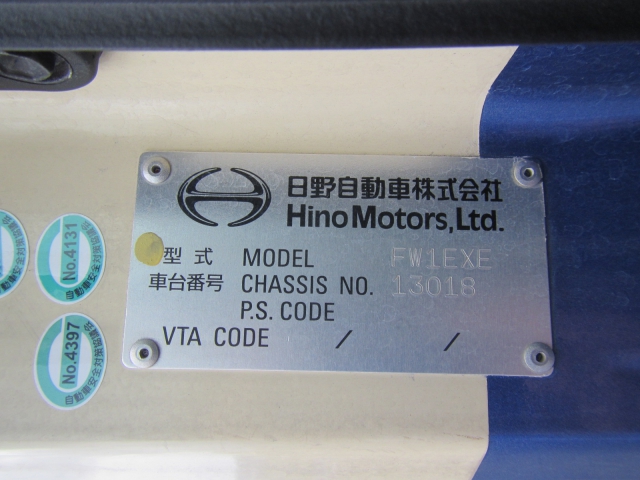 日野自動車株式会社
Hino Motors, Ltd.
型式 MODEL FW1EXE
車台番号 CHASSIS NO. 13018
P.S. CODE
VTA CODE / /
No.4131
No.4397